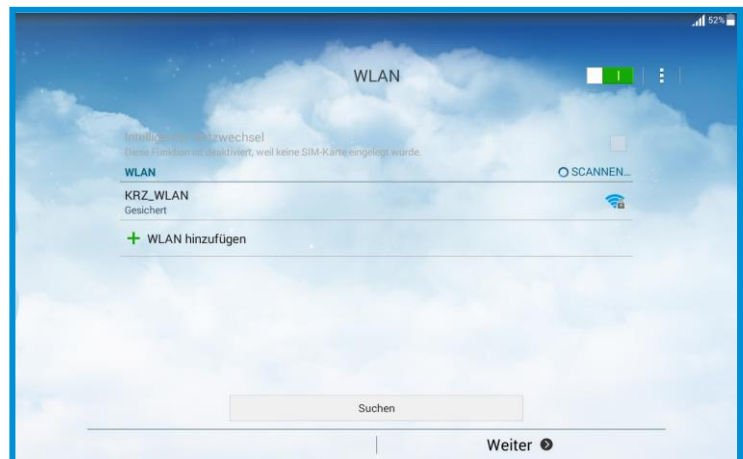 52%
WLAN
Intelligenter Netzwechsel
Diese Funktion ist deaktiviert, weil keine SIM-Karte eingelegt wurde.
WLAN SCANNEN...
KRZ_WLAN
Gesichert
+ WLAN hinzufügen
Suchen
Weiter